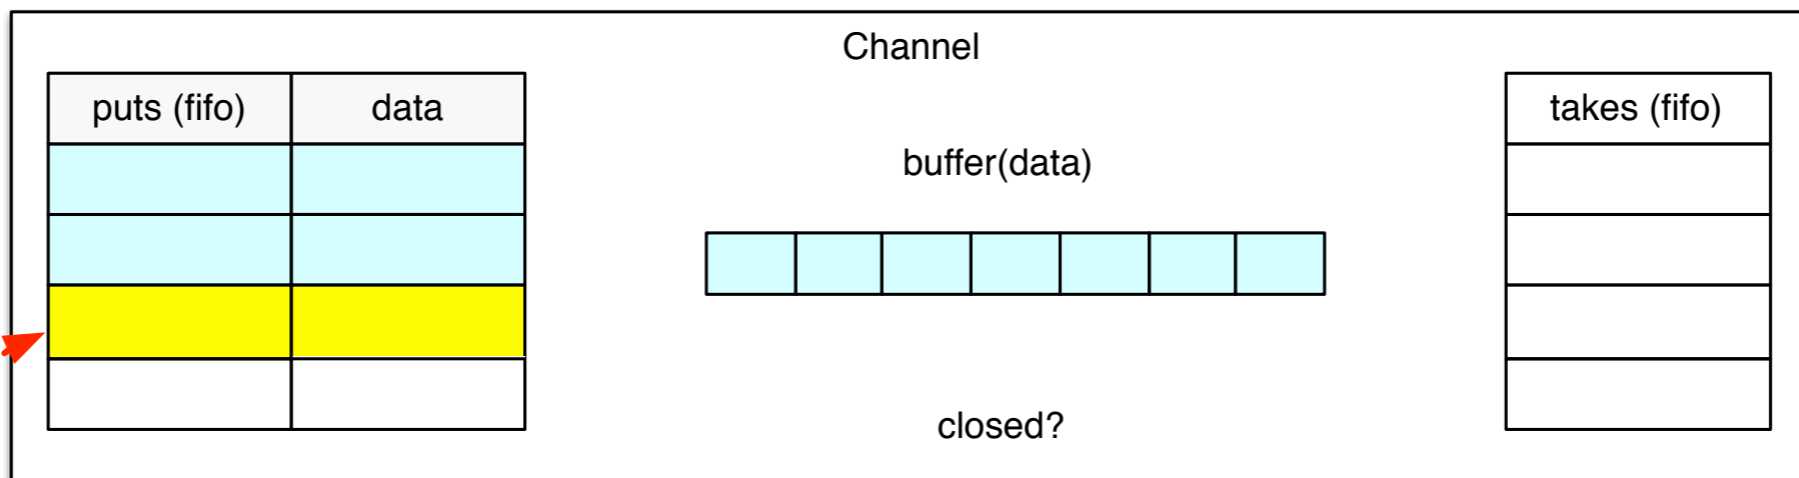 Channel
puts (fifo) data
takes (fifo)
buffer(data)
closed?